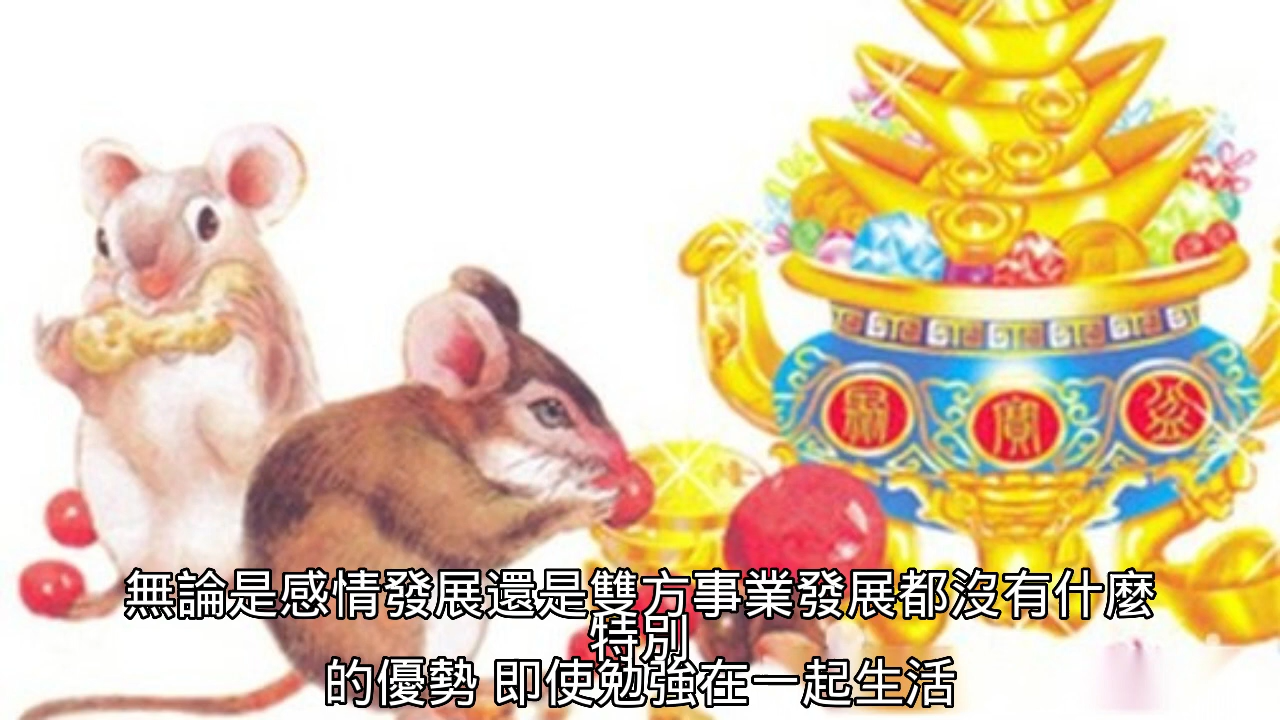 無論是感情發展還是雙方事業發展都沒有什麼
特別
的優勢 即使勉強在一起生活